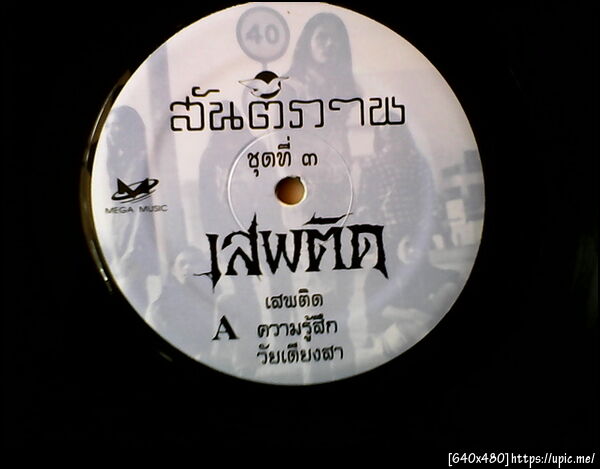 40
สันติภาพ
ชุดที่ ๓
MEGA MUSIC
เสพติด
เสพติด
A ความรู้สึก
วัยเดียงสา
[640x480]https://upic.me/